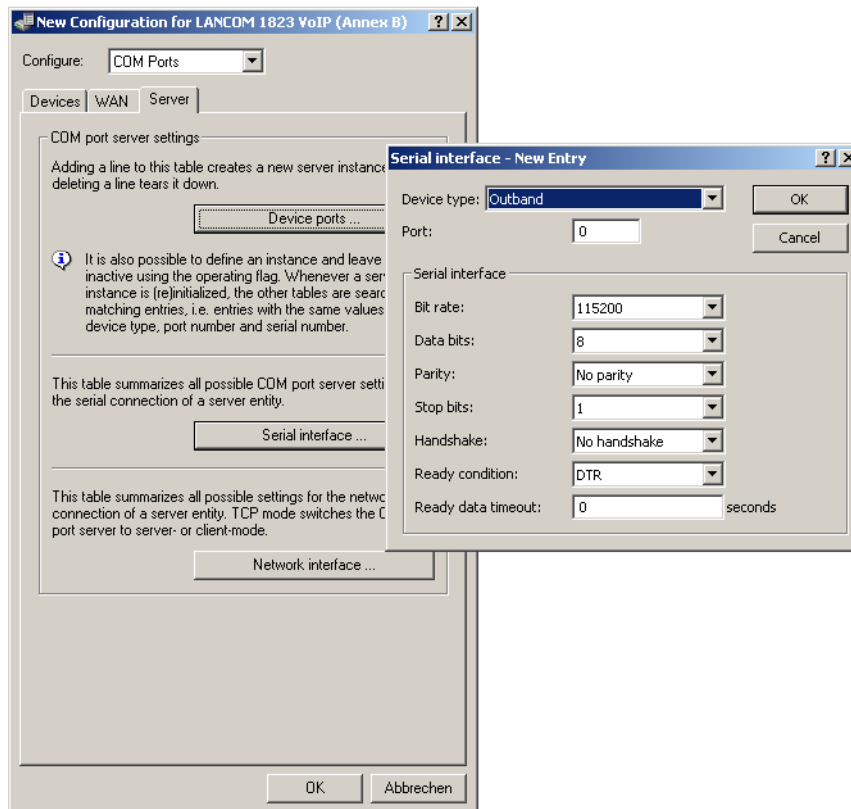 New Configuration for LANCOM 1823 VoIP (Annex B)
Configure: COM Ports
Devices WAN Server
COM port server settings
Adding a line to this table creates a new server instance
deleting a line tears it down.
Device ports ...
It is also possible to define an instance and leave
inactive using the operating flag. Whenever a ser
instance is (re)initialized, the other tables are searc
matching entries, i.e. entries with the same values
device type, port number and serial number.
This table summarizes all possible COM port server setti
the serial connection of a server entity.
Serial interface ...
This table summarizes all possible settings for the netwo
connection of a server entity. TCP mode switches the C
port server to server- or client-mode.
Network interface ...
OK Abbrechen
Serial interface - New Entry
Device type: Outband OK
Port: 0 Cancel
Serial interface
Bit rate: 115200
Data bits: 8
Parity: No parity
Stop bits: 1
Handshake: No handshake
Ready condition: DTR
Ready data timeout: 0 seconds